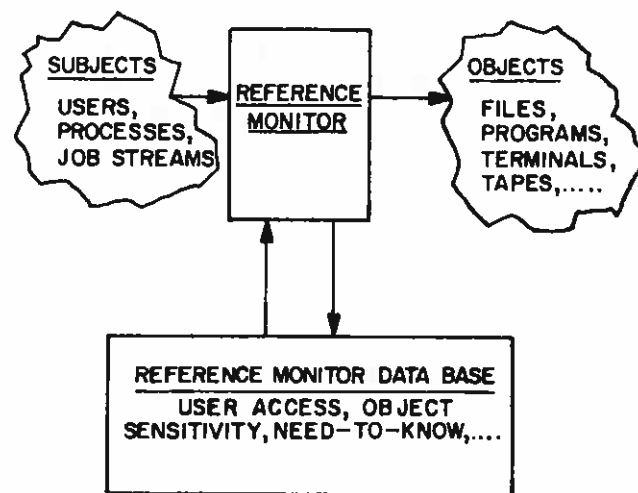 SUBJECTS
USERS,
PROCESSES,
JOB STREAMS
REFERENCE
MONITOR
OBJECTS
FILES,
PROGRAMS,
TERMINALS,
TAPES,.....
REFERENCE MONITOR DATA BASE
USER ACCESS, OBJECT
SENSITIVITY, NEED-TO-KNOW,....